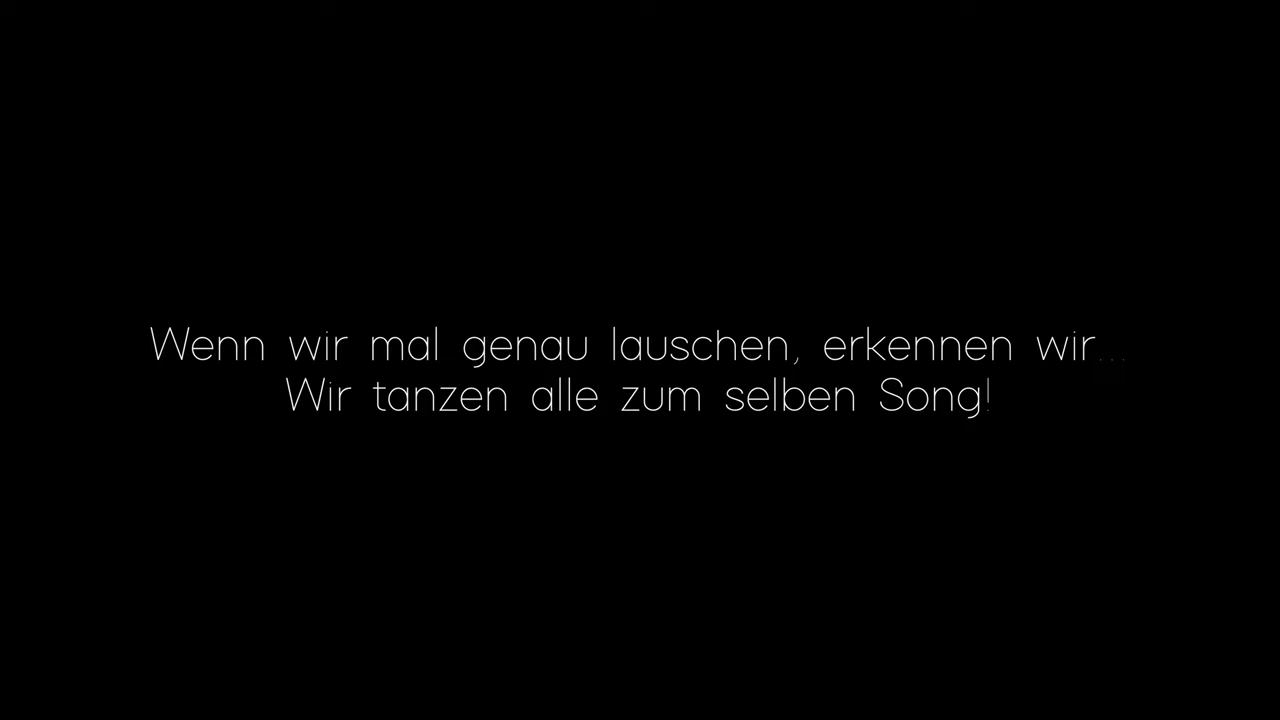 Wenn wir mal genau lauschen, erkennen wir...
Wir tanzen alle zum selben Song!